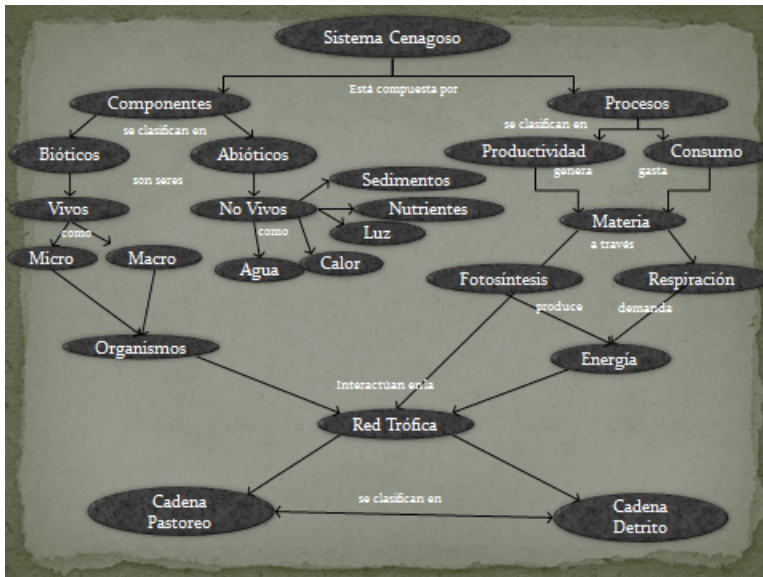 Sistema Cenagoso
Está compuesta por
Componentes
Procesos
se clasifican en
se clasifican en
Bióticos
Abióticos
Productividad
Consumo
genera
gasta
son seres
Sedimentos
Vivos
No Vivos
Nutrientes
Materia
como
como
Luz
a través
Micro
Macro
Agua
Calor
Fotosíntesis
Respiración
produce
demanda
Organismos
Energía
Interactúan en la
Red Trófica
Cadena
Pastoreo
se clasifican en
Cadena
Detrito